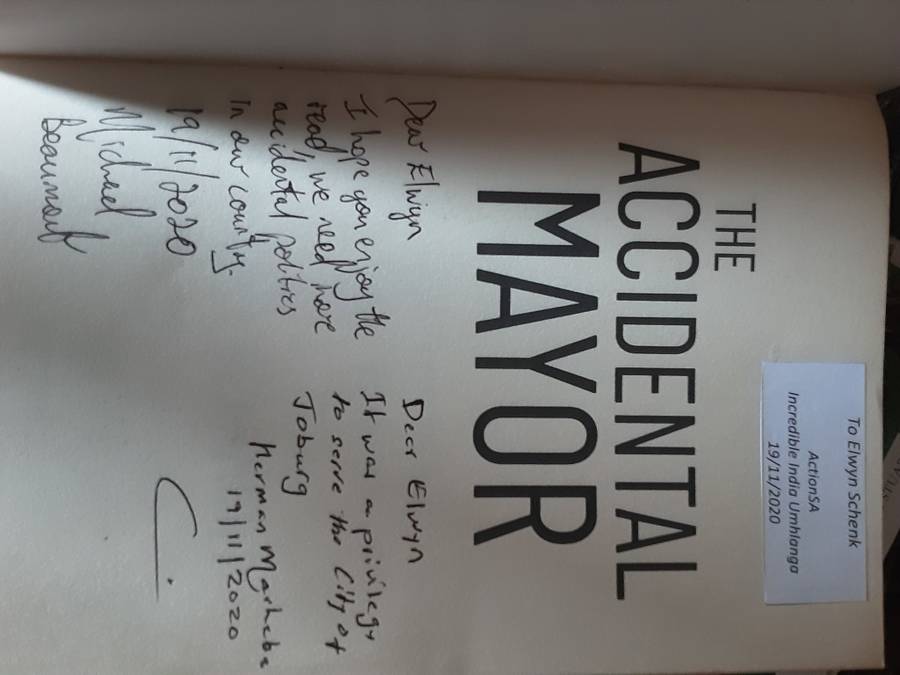 To Elwyn Schenk
ActionSA
Incredible India Umhlanga
19/11/2020
THE
ACCIDENTAL
MAYOR
Dear Elwyn
I hope you enjoy the
read, we need more
accidental politics
in our country.
19/11/2020
Michael
Beaumont
Dear Elwyn
It was a privilege
to serve the City of
Joburg
Herman Mashaba
19/11/2020